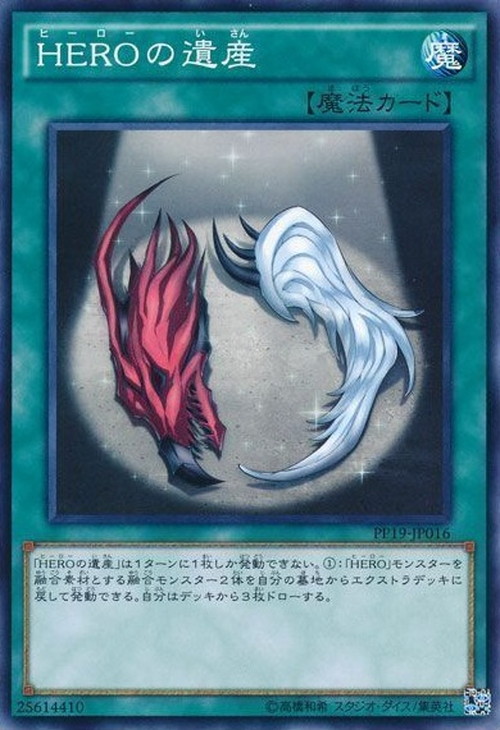 ヒーロー い さん
HEROの遺産
魔
【魔法カード】
PP19-JP016
「HEROの遺産」は1ターンに1枚しか発動できない。①:「HERO」モンスターを
融合素材とする融合モンスター2体を自分の墓地からエクストラデッキに
戻して発動できる。自分はデッキから3枚ドローする。
25614410
©高橋和希 スタジオ・ダイス/集英社